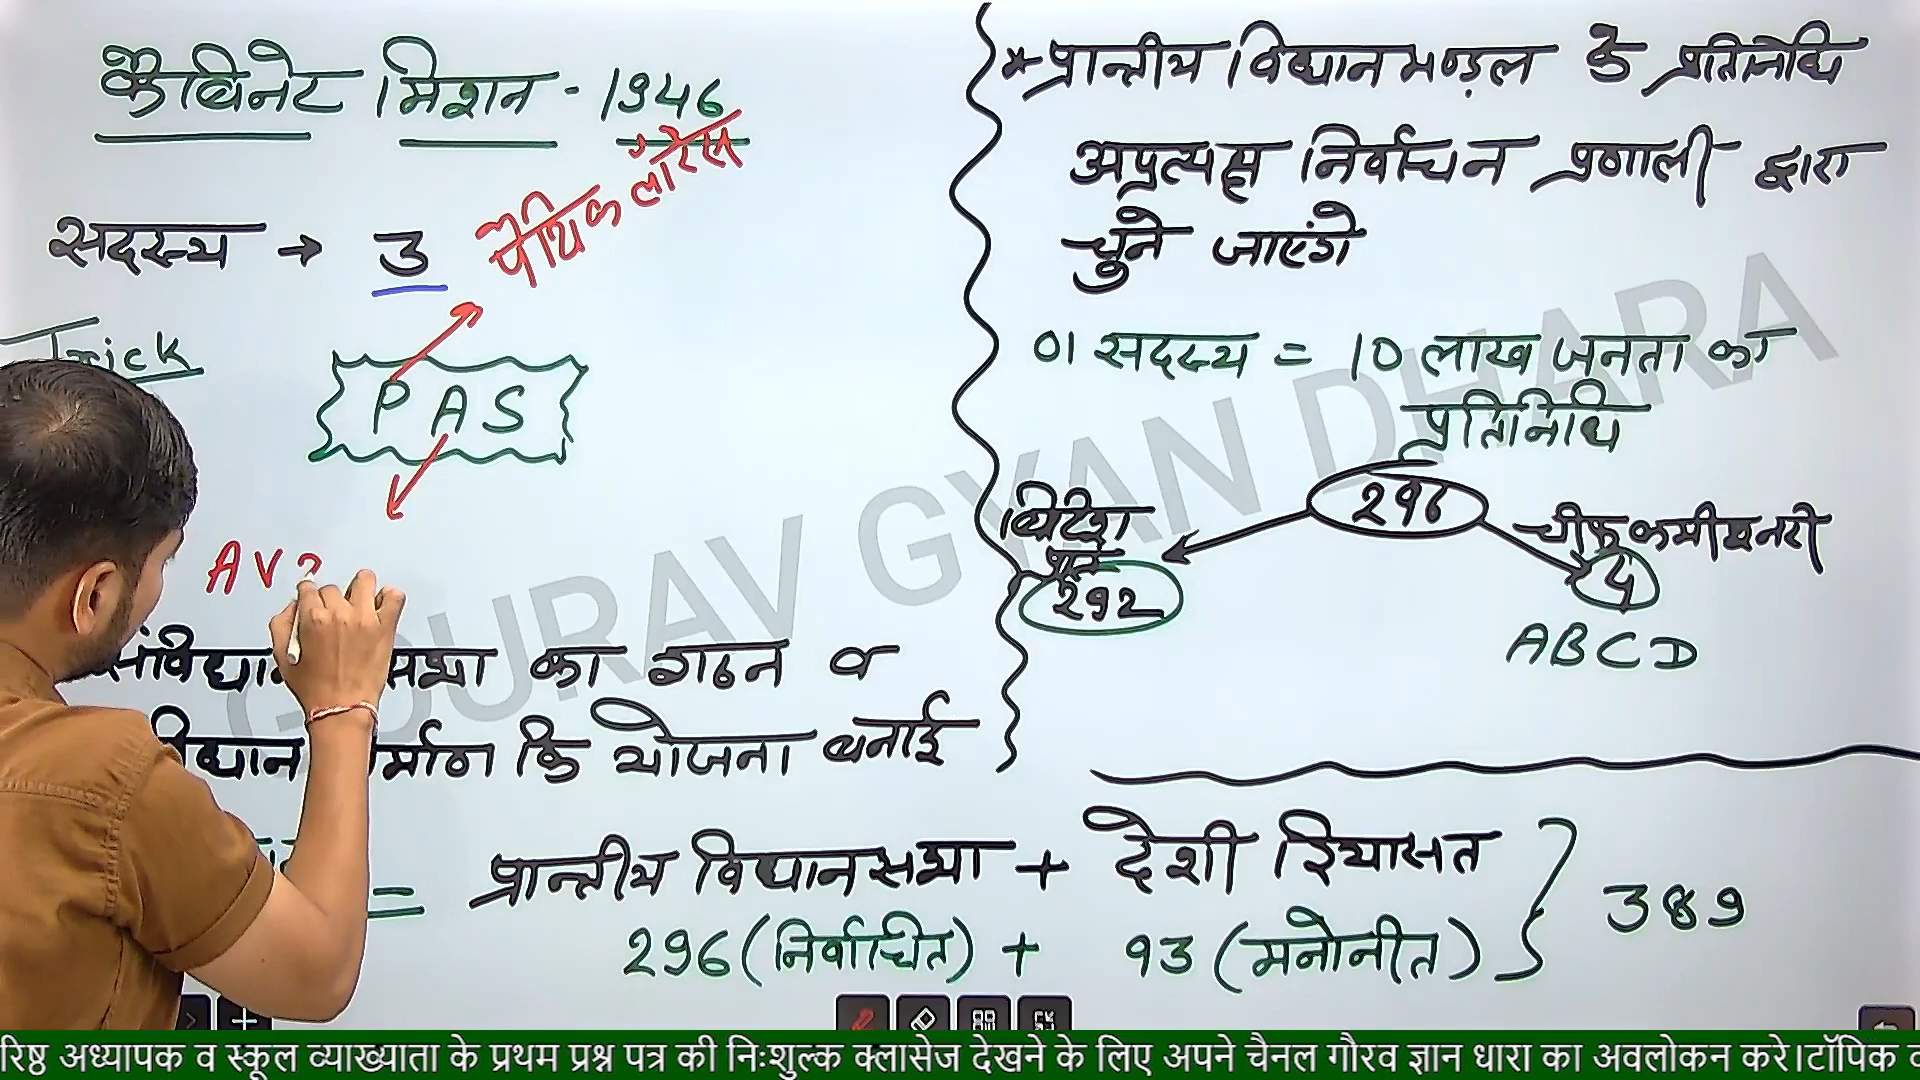 कैबिनेट मिशन - 1946
सदस्य → 3
पैथिक लॉरेंस
Trick
PAS
AV
सभा का गठन व
कि योजना बनाई
= प्रान्तीय विधानसभा + देशी रियासत
296 (निर्वाचित) + 93 (मनोनीत)
389
* प्रान्तीय विधानमण्डल के प्रतिनिधि
अप्रत्यक्ष निर्वाचन प्रणाली द्वारा
चुने जाएंगे
01 सदस्य = 10 लाख जनता का
प्रतिनिधि
296
ब्रिटिश
प्रान्त
292
चीफ कमीश्नरी
4
ABCD
GOURAV GYAN DHARA
अध्यापक व स्कूल व्याख्याता के प्रथम प्रश्न पत्र की निःशुल्क क्लासेज देखने के लिए अपने चैनल गौरव ज्ञान धारा का अवलोकन करे।टॉपिक